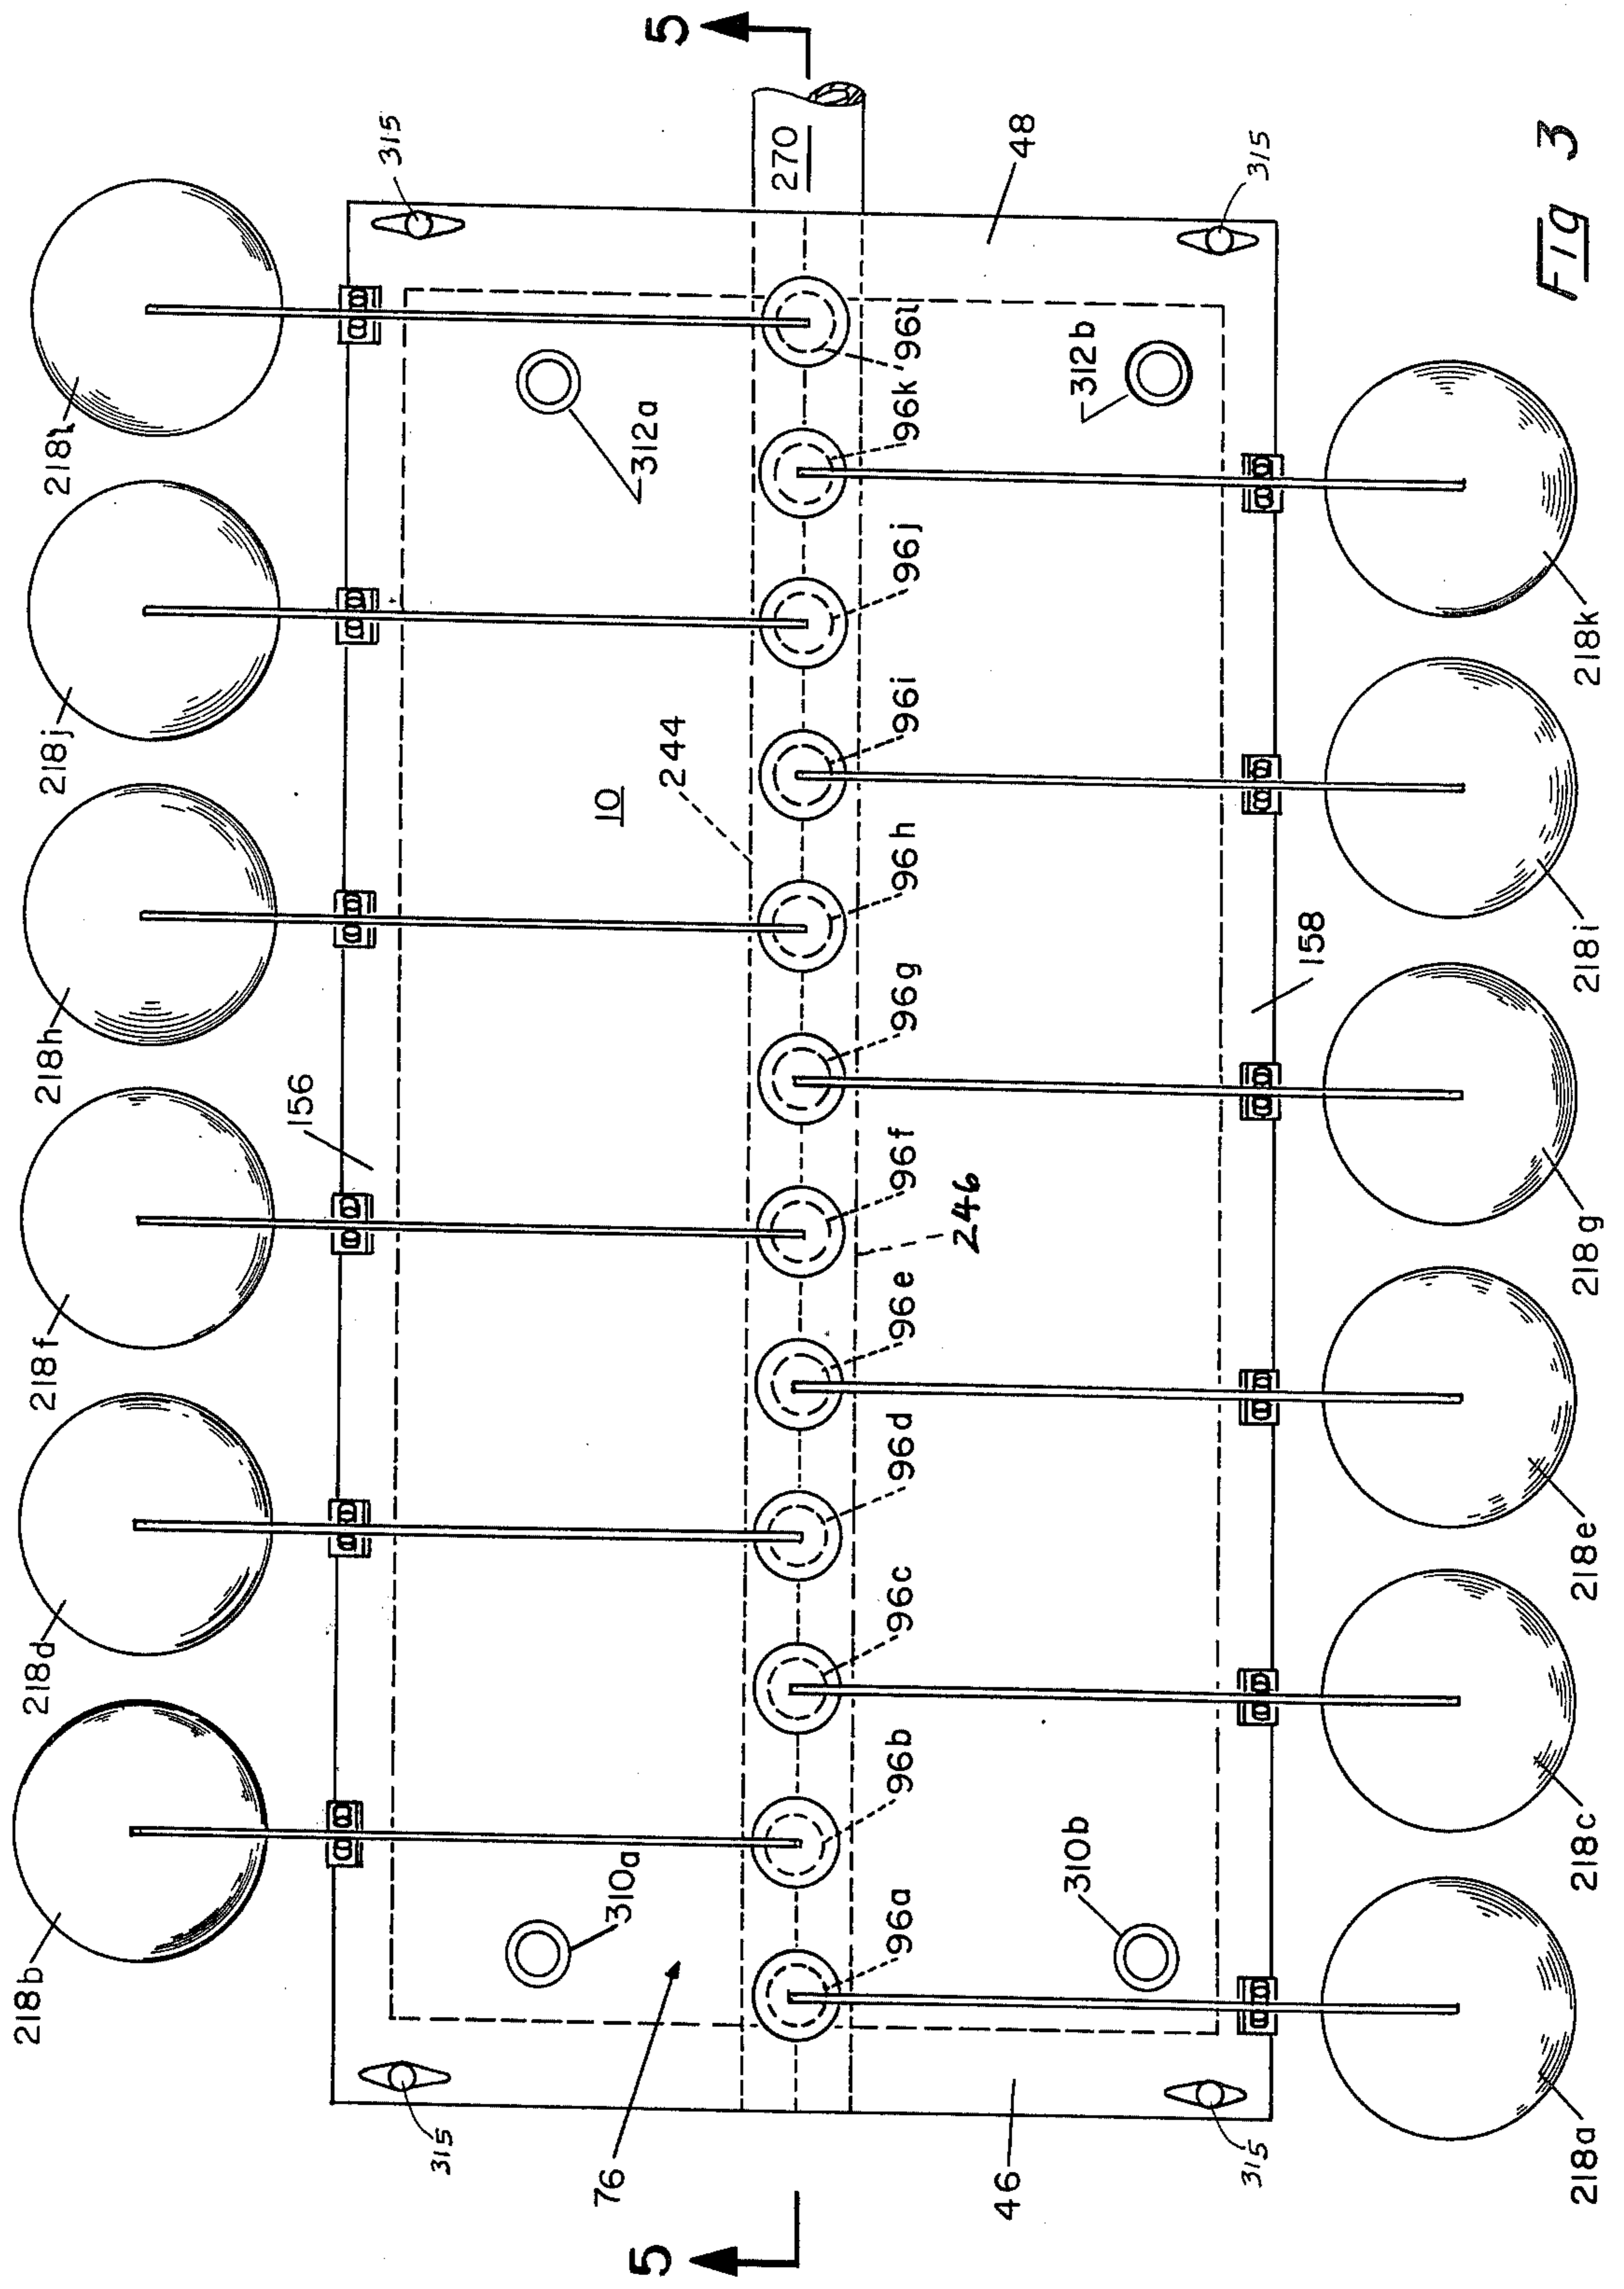 218b
218d
218f
218h
218j
218l
315
315
156
5
5
76
310a
10
244
312a
270
96a
96b
96c
96d
96e
96f
96g
96h
96i
96j
96k
96l
246
46
310b
312b
48
315
315
158
218a
218c
218e
218g
218i
218k
Fig 3